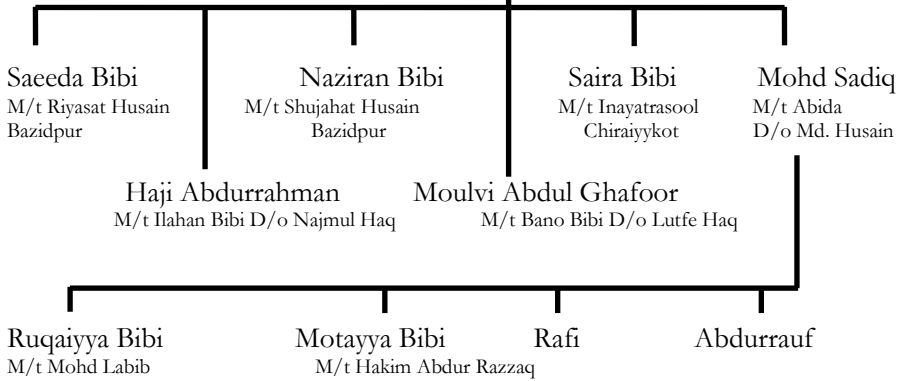 Saeeda Bibi Naziran Bibi Saira Bibi Mohd Sadiq
M/t Riyasat Husain M/t Shujahat Husain M/t Inayatrasool M/t Abida
Bazidpur Bazidpur Chiraiyykot D/o Md. Husain
Haji Abdurrahman Moulvi Abdul Ghafoor
M/t Ilahan Bibi D/o Najmul Haq M/t Bano Bibi D/o Lutfe Haq
Ruqaiyya Bibi Motayya Bibi Rafi Abdurrauf
M/t Mohd Labib M/t Hakim Abdur Razzaq